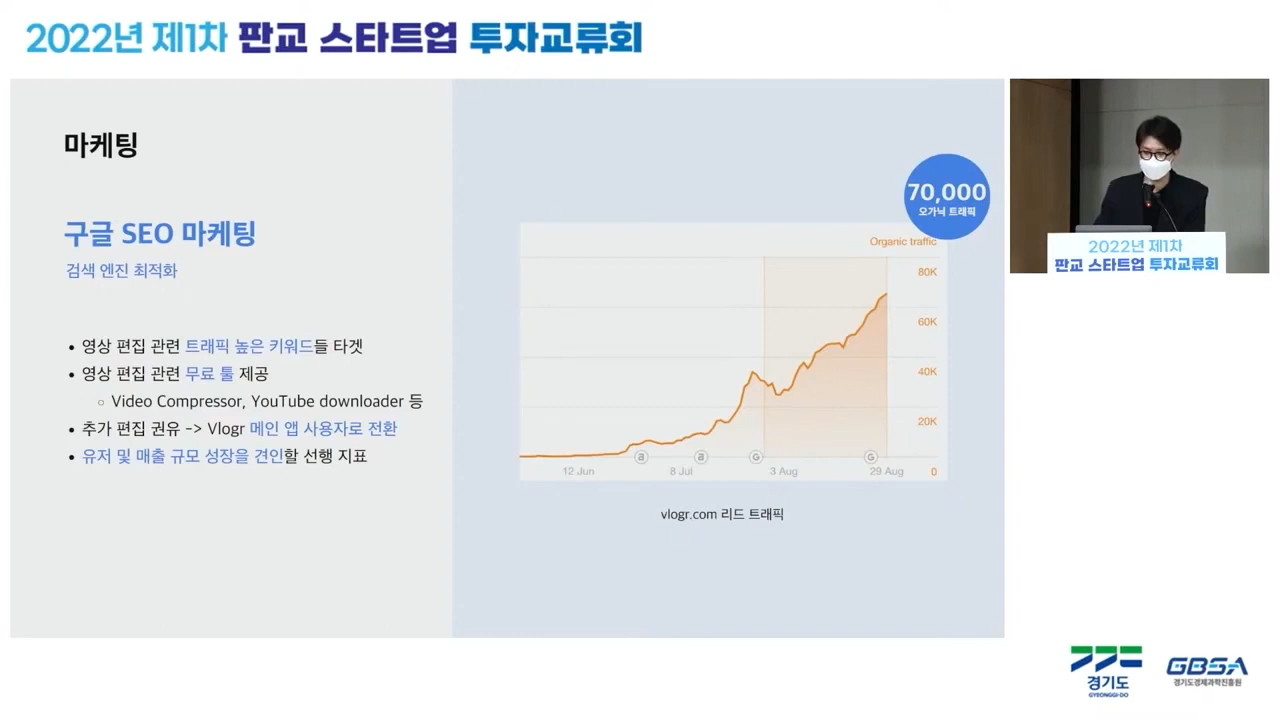 2022년 제1차 판교 스타트업 투자교류회
마케팅
구글 SEO 마케팅
검색 엔진 최적화
• 영상 편집 관련 트래픽 높은 키워드들 타겟
• 영상 편집 관련 무료 툴 제공
○ Video Compressor, YouTube downloader 등
• 추가 편집 권유 -> Vlogr 메인 앱 사용자로 전환
• 유저 및 매출 규모 성장을 견인할 선행 지표
70,000
오가닉 트래픽
Organic traffic
80K
60K
40K
20K
0
a a G G
12 Jun 8 Jul 3 Aug 29 Aug
vlogr.com 리드 트래픽
2022년 제1차
판교 스타트업 투자교류회
경기도
GYEONGGI-DO
GBSA
경기도경제과학진흥원